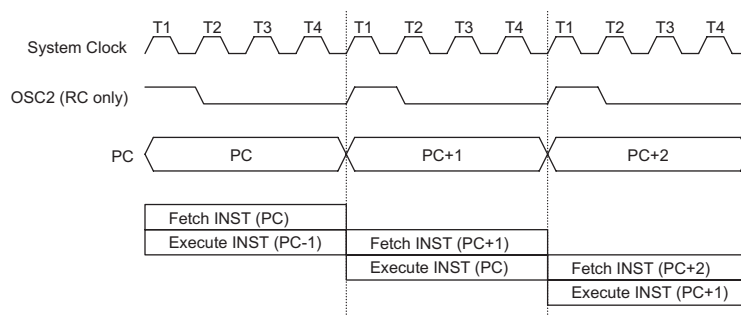 T1 T2 T3 T4 T1 T2 T3 T4 T1 T2 T3 T4
System Clock
OSC2 (RC only)
PC PC PC+1 PC+2
Fetch INST (PC)
Execute INST (PC-1) Fetch INST (PC+1)
Execute INST (PC) Fetch INST (PC+2)
Execute INST (PC+1)